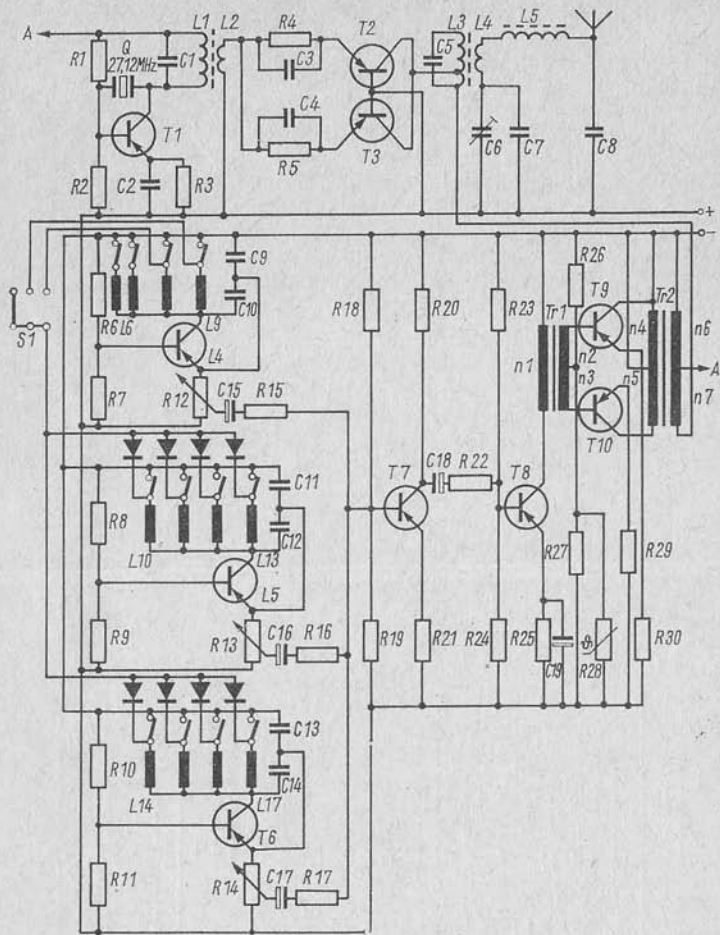 A
L1 L2 R4 T2 L3 L4 L5
R1 Q
27,12MHz C1 C3 C5
C4
T1
T3
R2 C2 R3 R5 C6 C7 C8
+
-
C9 R26
T9
R6 L6 C10 R18 R20 R23 Tr1 Tr2
S1 L9 n4 n6
L4 n1 n2
R7 R12 C15 R15 n3 n5 A
n7
T10
C11 C18 R22
T7 T8
R8 C12
L10 L13 R27 R29
L5
R9 R13 C16 R16 R19 R21 R24 R25 C19 ϑ R28 R30
C13
R10 C14
L14 L17
T6
R11 R14 C17 R17